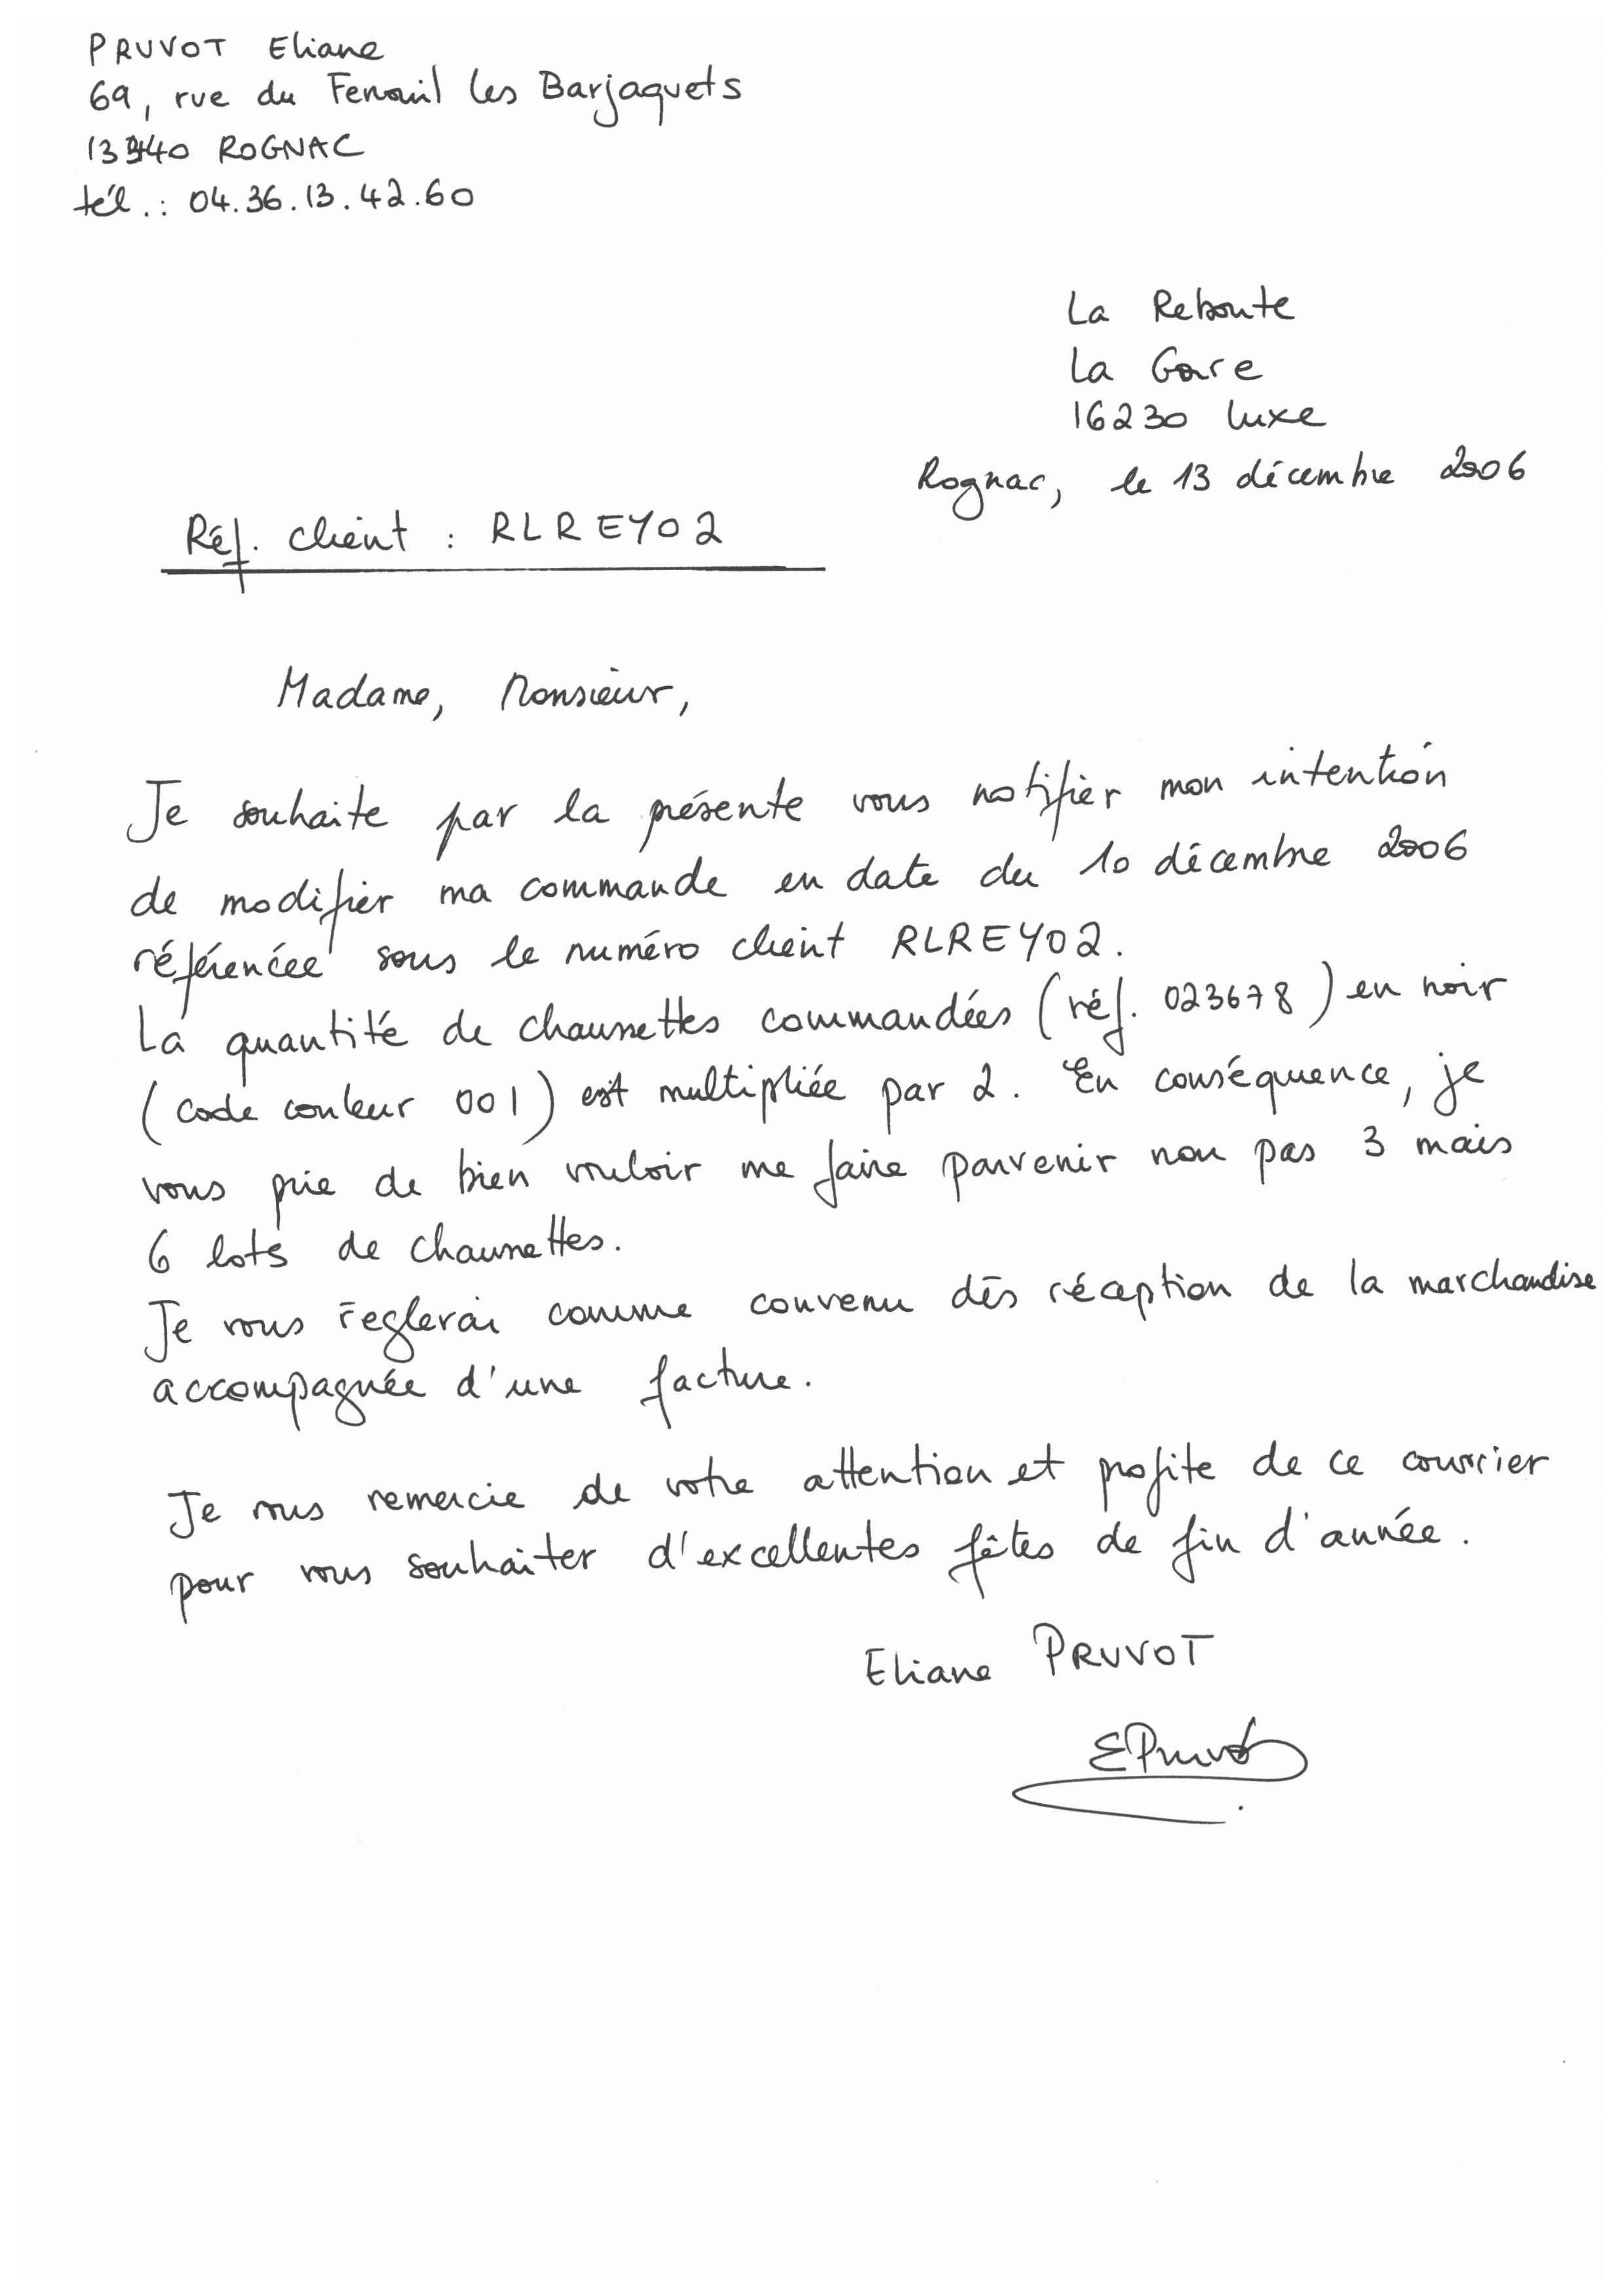 PRUVOT Eliane
69, rue du Fenouil les Barjaquets
13340 ROGNAC
tél.: 04.36.13.42.60
La Reboute
La Gare
16230 Luxe
Rognac, le 13 décembre 2006
Réf. client : RLREY02
Madame, Monsieur,
Je souhaite par la présente vous notifier mon intention
de modifier ma commande en date du 10 décembre 2006
référencée sous le numéro client RLREY02.
La quantité de chaussettes commandées (réf. 023678) en noir
(code couleur 001) est multipliée par 2. En conséquence, je
vous prie de bien vouloir me faire parvenir non pas 3 mais
6 lots de chaussettes.
Je vous reglerai comme convenu dès réception de la marchandise
accompagnée d'une facture.
Je vous remercie de votre attention et profite de ce courrier
pour vous souhaiter d'excellentes fêtes de fin d'année.
Eliane PRUVOT
EPruvot